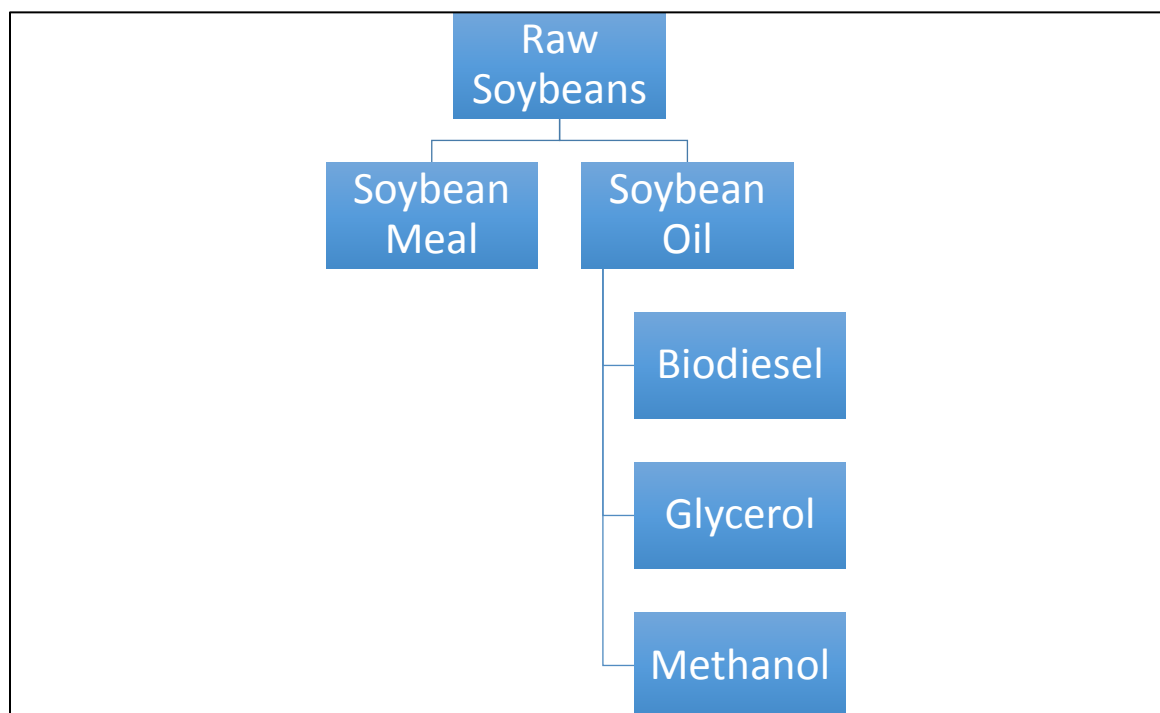 Raw
Soybeans
Soybean
Meal
Soybean
Oil
Biodiesel
Glycerol
Methanol